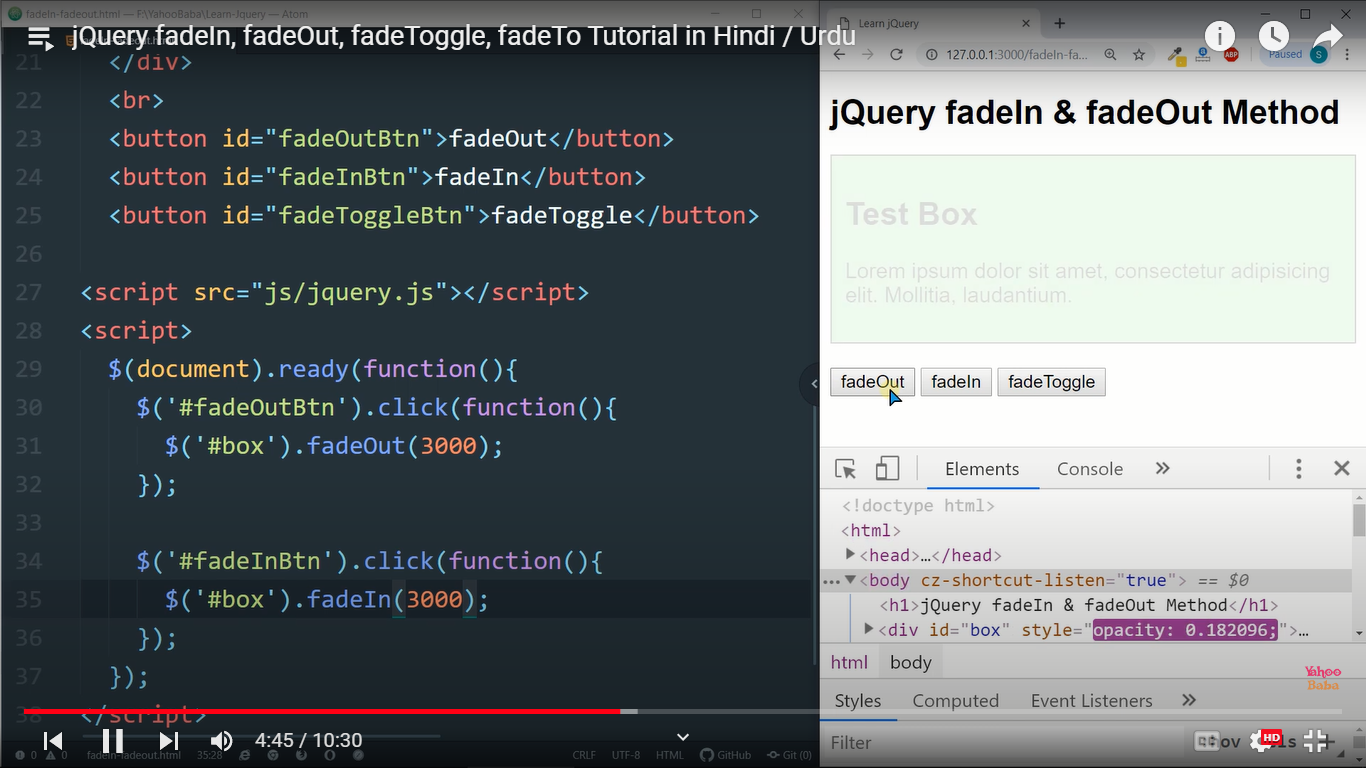 fadeIn-fadeout.html — F:\YahooBaba\Learn-Jquery — Atom
jQuery fadeIn, fadeOut, fadeToggle, fadeTo Tutorial in Hindi / Urdu
21 </div>
22 <br>
23 <button id="fadeOutBtn">fadeOut</button>
24 <button id="fadeInBtn">fadeIn</button>
25 <button id="fadeToggleBtn">fadeToggle</button>
26
27 <script src="js/jquery.js"></script>
28 <script>
29 $(document).ready(function(){
30 $('#fadeOutBtn').click(function(){
31 $('#box').fadeOut(3000);
32 });
33
34 $('#fadeInBtn').click(function(){
35 $('#box').fadeIn(3000);
36 });
37 });
38 </script>
4:45 / 10:30
0 0 fadeIn-fadeout.html 35:28 CRLF UTF-8 HTML GitHub Git (0)
Learn jQuery
127.0.0.1:3000/fadeIn-fa...
ABP
Paused S
jQuery fadeIn & fadeOut Method
Test Box
Lorem ipsum dolor sit amet, consectetur adipisicing
elit. Mollitia, laudantium.
fadeOut fadeIn fadeToggle
Elements Console
<!doctype html>
<html>
<head>…</head>
<body cz-shortcut-listen="true"> == $0
<h1>jQuery fadeIn & fadeOut Method</h1>
<div id="box" style="opacity: 0.182096;">…
html body
Yahoo
Baba
Styles Computed Event Listeners
Filter
HD